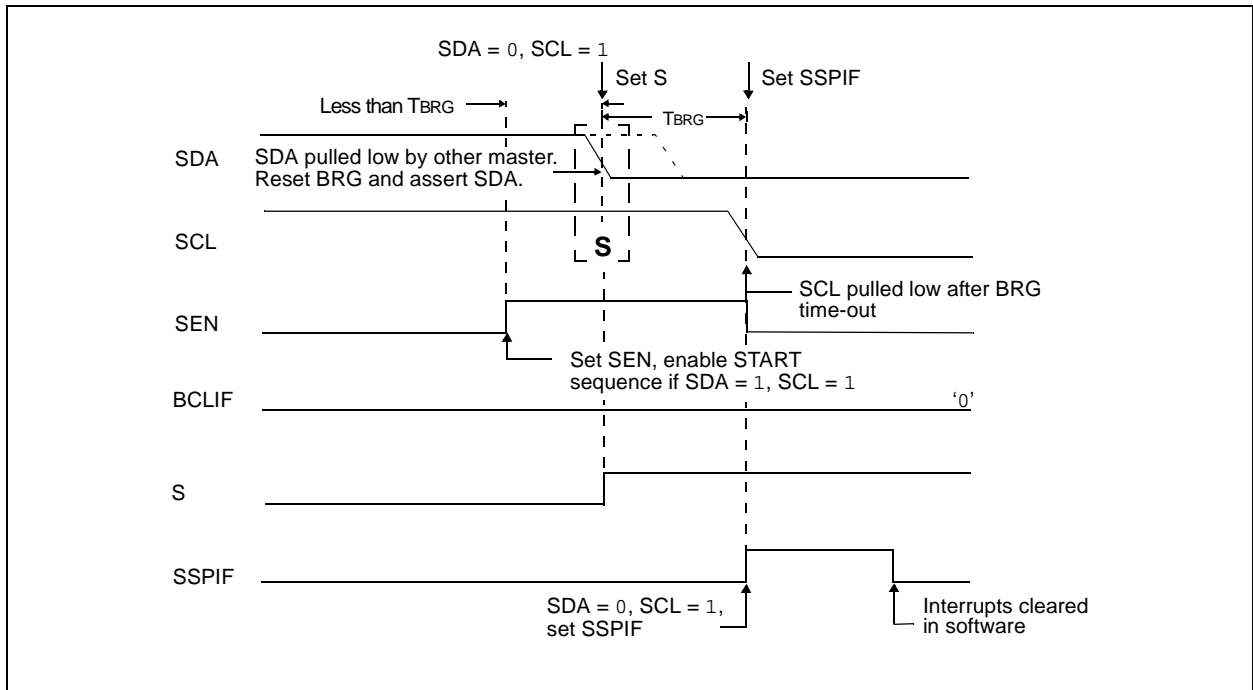 SDA = 0, SCL = 1
Set S
Set SSPIF
Less than TBRG
TBRG
SDA
SDA pulled low by other master.
Reset BRG and assert SDA.
SCL
S
SCL pulled low after BRG
time-out
SEN
Set SEN, enable START
sequence if SDA = 1, SCL = 1
BCLIF
‘0’
S
SSPIF
SDA = 0, SCL = 1,
set SSPIF
Interrupts cleared
in software